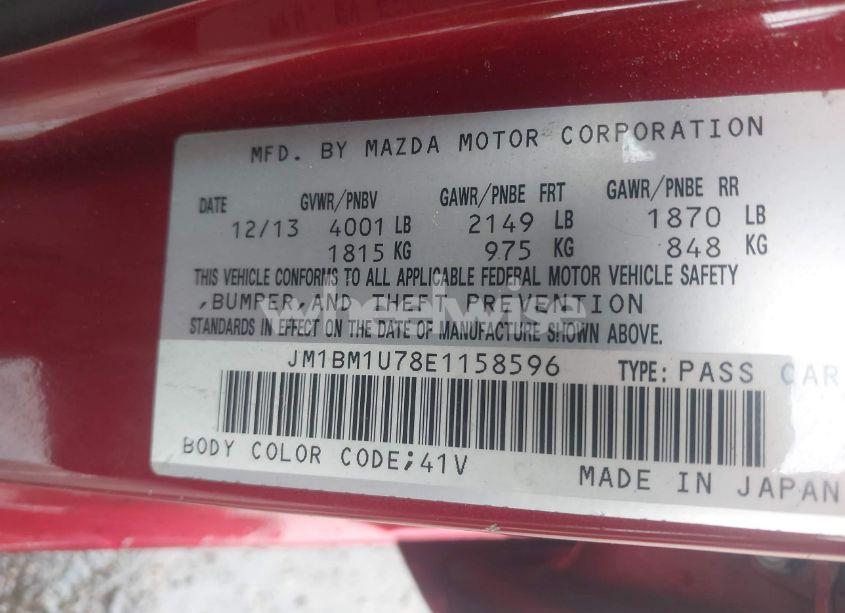 MFD. BY MAZDA MOTOR CORPORATION
DATE GVWR/PNBV GAWR/PNBE FRT GAWR/PNBE RR
12/13 4001 LB 2149 LB 1870 LB
1815 KG 975 KG 848 KG
THIS VEHICLE CONFORMS TO ALL APPLICABLE FEDERAL MOTOR VEHICLE SAFETY
,BUMPER,AND THEFT PREVENTION
wheelwise
STANDARDS IN EFFECT ON THE DATE OF MANUFACTURE SHOWN ABOVE.
JM1BM1U78E1158596 TYPE: PASS CAR
BODY COLOR CODE;41V
MADE IN JAPAN